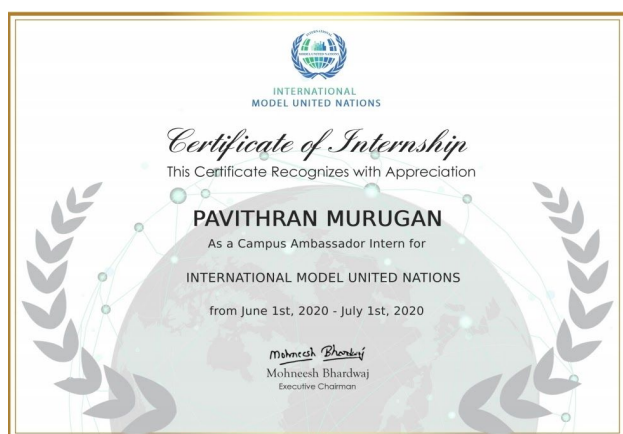 INTERNATIONAL
MODEL UNITED NATIONS
Certificate of Internship
This Certificate Recognizes with Appreciation
PAVITHRAN MURUGAN
As a Campus Ambassador Intern for
INTERNATIONAL MODEL UNITED NATIONS
from June 1st, 2020 - July 1st, 2020
Mohneesh Bhardwaj
Mohneesh Bhardwaj
Executive Chairman